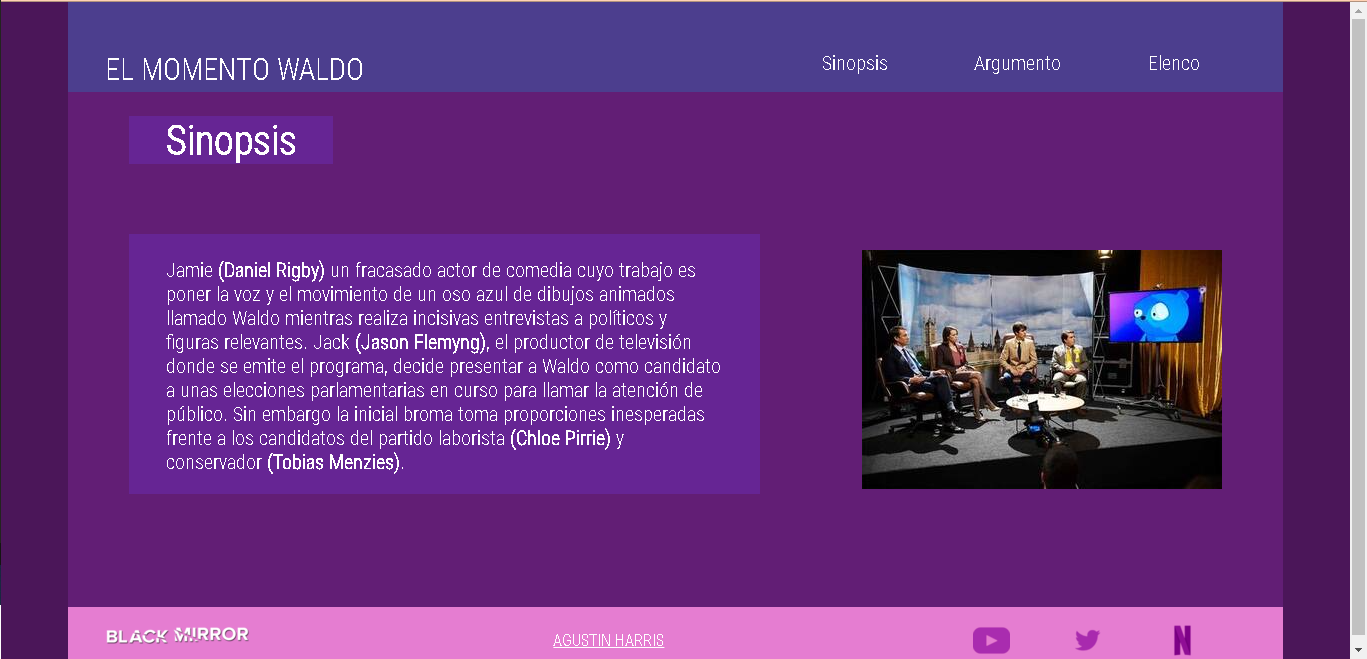 EL MOMENTO WALDO
Sinopsis
Argumento
Elenco
Sinopsis
Jamie (Daniel Rigby) un fracasado actor de comedia cuyo trabajo es
poner la voz y el movimiento de un oso azul de dibujos animados
llamado Waldo mientras realiza incisivas entrevistas a políticos y
figuras relevantes. Jack (Jason Flemyng), el productor de televisión
donde se emite el programa, decide presentar a Waldo como candidato
a unas elecciones parlamentarias en curso para llamar la atención de
público. Sin embargo la inicial broma toma proporciones inesperadas
frente a los candidatos del partido laborista (Chloe Pirrie) y
conservador (Tobias Menzies).
BLACK MIRROR
AGUSTIN HARRIS
N